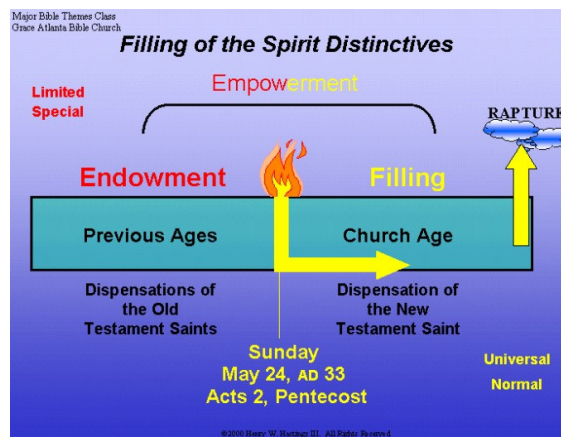 Major Bible Themes Class
Grace Atlanta Bible Church
Filling of the Spirit Distinctives
Limited
Special
Empowerment
RAPTURE
Endowment
Filling
Previous Ages
Church Age
Dispensations of
the Old
Testament Saints
Dispensation of
the New
Testament Saint
Sunday
May 24, AD 33
Acts 2, Pentecost
Universal
Normal
©2000 Henry W. Hastings III. All Rights Reserved